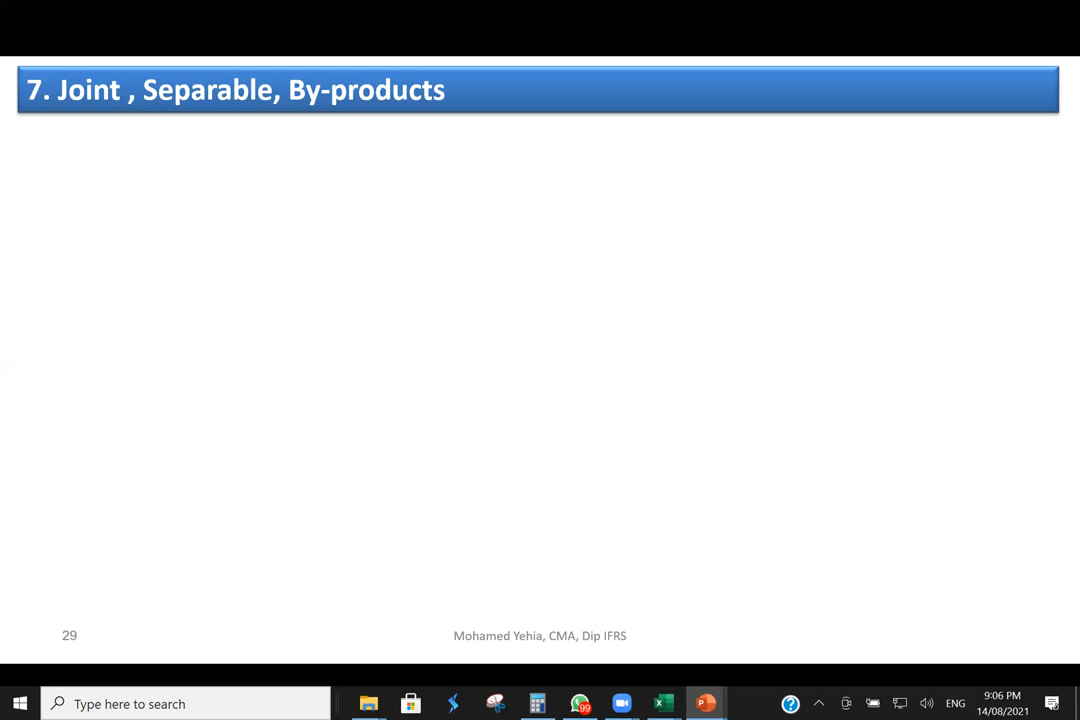 7. Joint , Separable, By-products
29
Mohamed Yehia, CMA, Dip IFRS
Type here to search
99
ENG
9:06 PM
14/08/2021